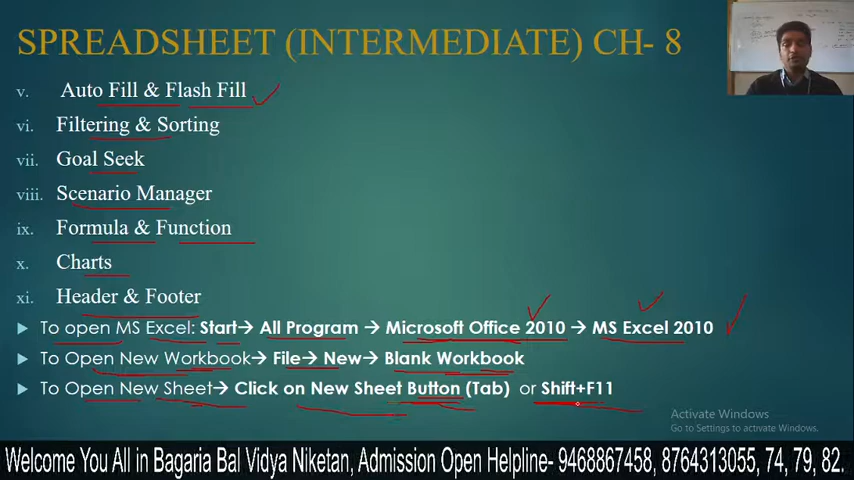 SPREADSHEET (INTERMEDIATE) CH- 8
v. Auto Fill & Flash Fill
vi. Filtering & Sorting
vii. Goal Seek
viii. Scenario Manager
ix. Formula & Function
x. Charts
xi. Header & Footer
To open MS Excel: Start→ All Program → Microsoft Office 2010 → MS Excel 2010
To Open New Workbook→ File→ New→ Blank Workbook
To Open New Sheet→ Click on New Sheet Button (Tab) or Shift+F11
Activate Windows
Go to Settings to activate Windows.
Welcome You All in Bagaria Bal Vidya Niketan, Admission Open Helpline- 9468867458, 8764313055, 74, 79, 82.